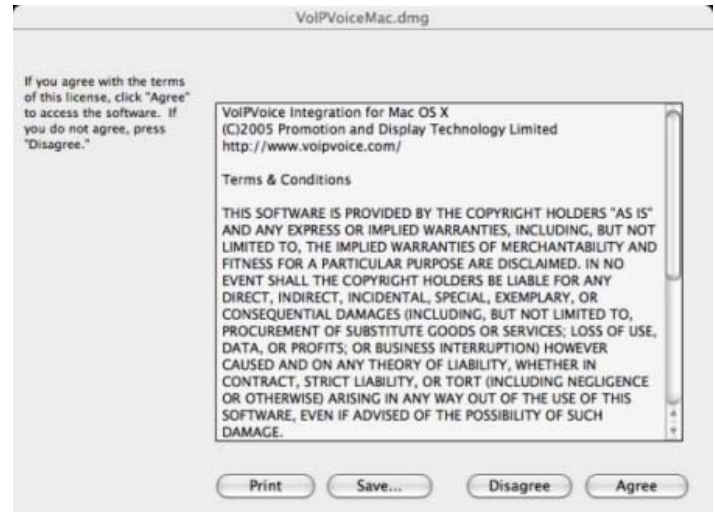 VoIPVoiceMac.dmg
If you agree with the terms
of this license, click "Agree"
to access the software. If
you do not agree, press
"Disagree."
VoIPVoice Integration for Mac OS X
(C)2005 Promotion and Display Technology Limited
http://www.voipvoice.com/
Terms & Conditions
THIS SOFTWARE IS PROVIDED BY THE COPYRIGHT HOLDERS "AS IS"
AND ANY EXPRESS OR IMPLIED WARRANTIES, INCLUDING, BUT NOT
LIMITED TO, THE IMPLIED WARRANTIES OF MERCHANTABILITY AND
FITNESS FOR A PARTICULAR PURPOSE ARE DISCLAIMED. IN NO
EVENT SHALL THE COPYRIGHT HOLDERS BE LIABLE FOR ANY
DIRECT, INDIRECT, INCIDENTAL, SPECIAL, EXEMPLARY, OR
CONSEQUENTIAL DAMAGES (INCLUDING, BUT NOT LIMITED TO,
PROCUREMENT OF SUBSTITUTE GOODS OR SERVICES; LOSS OF USE,
DATA, OR PROFITS; OR BUSINESS INTERRUPTION) HOWEVER
CAUSED AND ON ANY THEORY OF LIABILITY, WHETHER IN
CONTRACT, STRICT LIABILITY, OR TORT (INCLUDING NEGLIGENCE
OR OTHERWISE) ARISING IN ANY WAY OUT OF THE USE OF THIS
SOFTWARE, EVEN IF ADVISED OF THE POSSIBILITY OF SUCH
DAMAGE.
Print Save... Disagree Agree